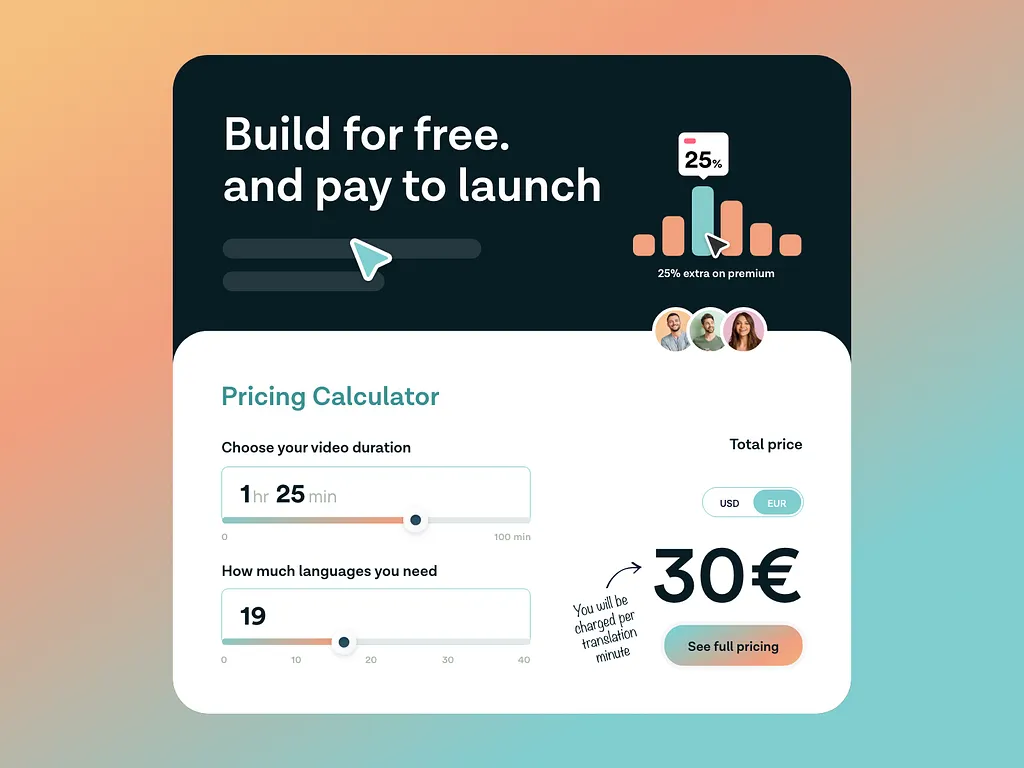 Build for free.
and pay to launch
25%
25% extra on premium
Pricing Calculator
Choose your video duration
1 hr 25 min
0 100 min
How much languages you need
19
0 10 20 30 40
Total price
USD EUR
30€
You will be
charged per
translation
minute
See full pricing